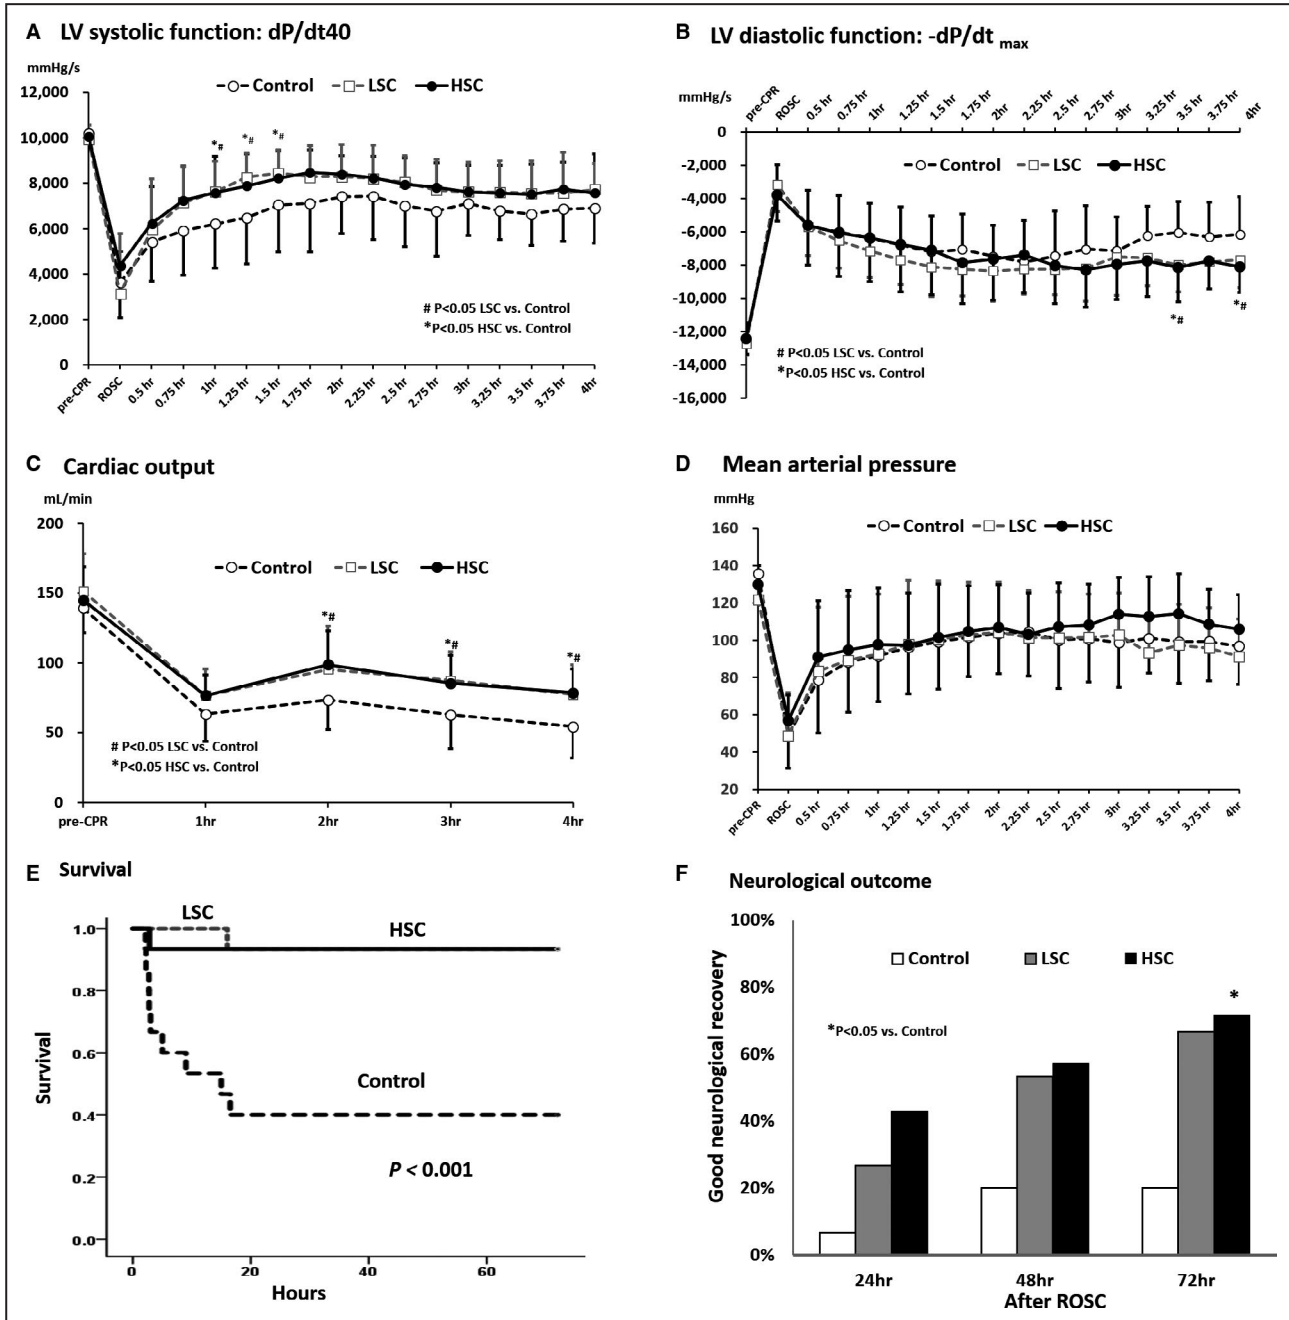 A LV systolic function: dP/dt40
mmHg/s
Control LSC HSC
12,000
10,000
8,000
6,000
4,000
2,000
0
*# *# *#
# P<0.05 LSC vs. Control
*P<0.05 HSC vs. Control
pre-CPR ROSC 0.5 hr 0.75 hr 1hr 1.25 hr 1.5 hr 1.75 hr 2hr 2.25 hr 2.5 hr 2.75 hr 3hr 3.25 hr 3.5 hr 3.75 hr 4hr
B LV diastolic function: -dP/dt max
mmHg/s
pre-CPR ROSC 0.5 hr 0.75 hr 1hr 1.25 hr 1.5 hr 1.75 hr 2hr 2.25 hr 2.5 hr 2.75 hr 3hr 3.25 hr 3.5 hr 3.75 hr 4hr
Control LSC HSC
0
-2,000
-4,000
-6,000
-8,000
-10,000
-12,000
-14,000
-16,000
*# *#
# P<0.05 LSC vs. Control
*P<0.05 HSC vs. Control
C Cardiac output
mL/min
Control LSC HSC
200
150
100
50
0
*# *# *#
# P<0.05 LSC vs. Control
*P<0.05 HSC vs. Control
pre-CPR 1hr 2hr 3hr 4hr
D Mean arterial pressure
mmHg
Control LSC HSC
160
140
120
100
80
60
40
20
pre-CPR ROSC 0.5 hr 0.75 hr 1hr 1.25 hr 1.5 hr 1.75 hr 2hr 2.25 hr 2.5 hr 2.75 hr 3hr 3.25 hr 3.5 hr 3.75 hr 4hr
E Survival
LSC
HSC
Control
P < 0.001
Survival
1.0
0.8
0.6
0.4
0.2
0.0
0 20 40 60
Hours
F Neurological outcome
Good neurological recovery
100%
80%
60%
40%
20%
0%
Control LSC HSC
*
*P<0.05 vs. Control
24hr 48hr 72hr
After ROSC